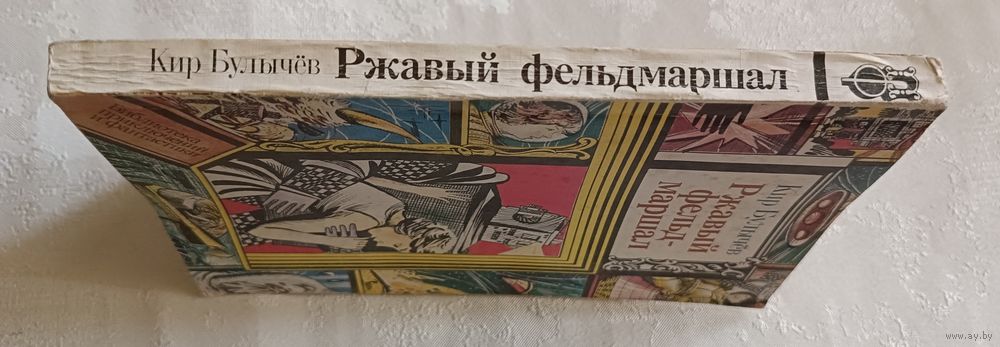 Кир Булычёв Ржавый фельдмаршал
Кир Булычёв
Ржавый
фельд-
маршал
www.ay.by